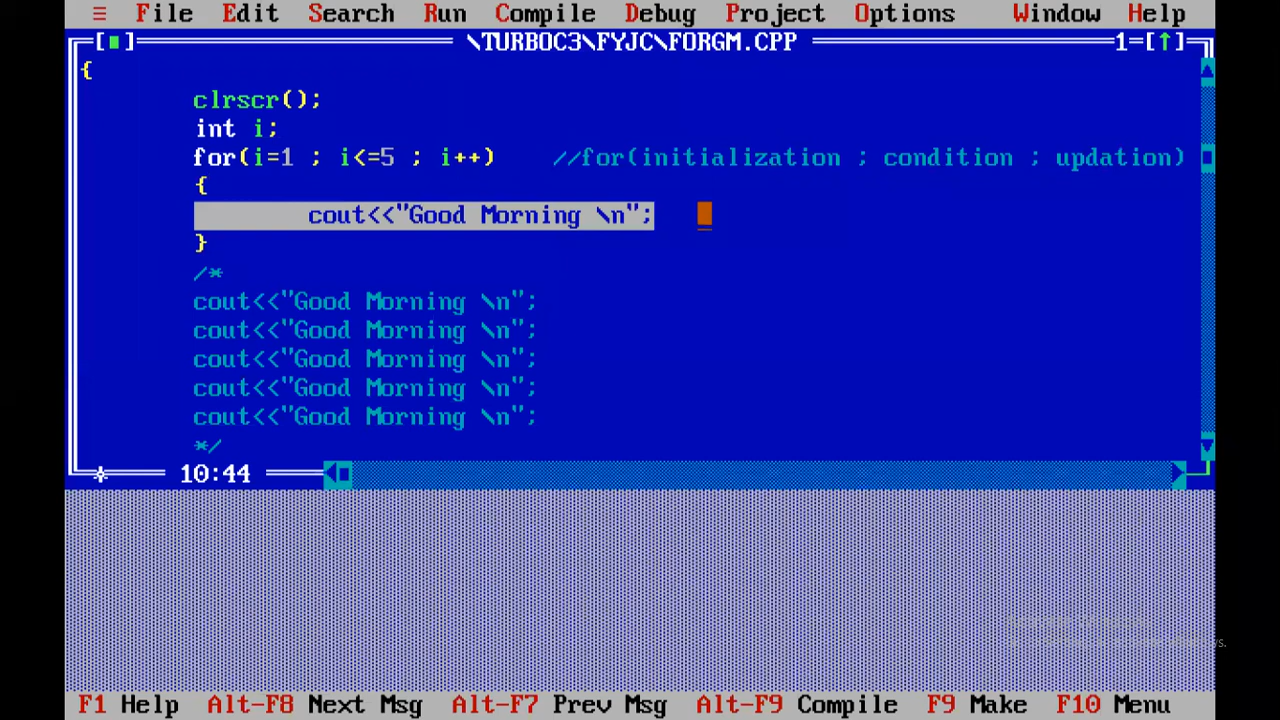 ≡ File Edit Search Run Compile Debug Project Options Window Help
[■] \TURBOC3\FYJC\FORGM.CPP 1=[↑]
{
clrscr();
int i;
for(i=1 ; i<=5 ; i++) //for(initialization ; condition ; updation)
{
cout<<"Good Morning \n";
}
/*
cout<<"Good Morning \n";
cout<<"Good Morning \n";
cout<<"Good Morning \n";
cout<<"Good Morning \n";
cout<<"Good Morning \n";
*/
10:44
F1 Help Alt-F8 Next Msg Alt-F7 Prev Msg Alt-F9 Compile F9 Make F10 Menu